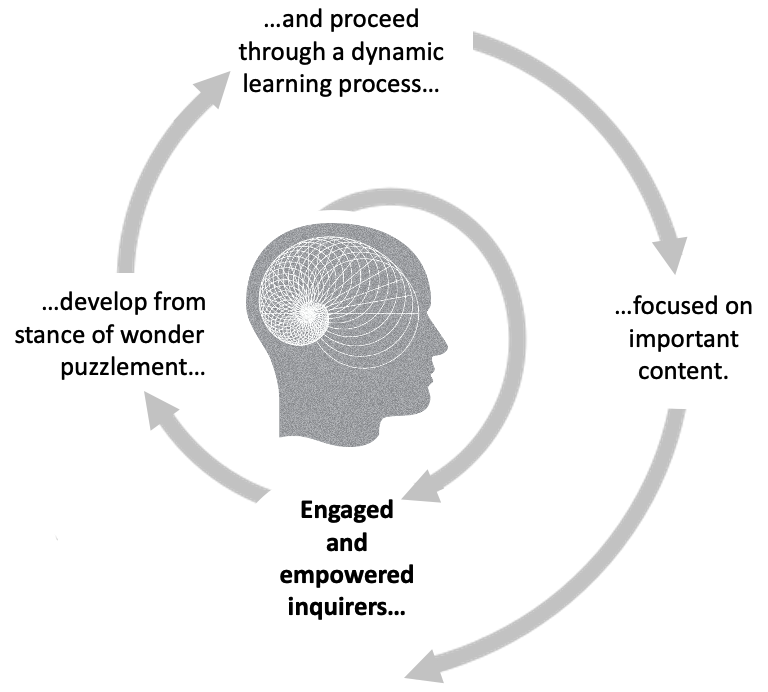 ...and proceed
through a dynamic
learning process...
...develop from
stance of wonder
puzzlement...
...focused on
important
content.
Engaged
and
empowered
inquirers...